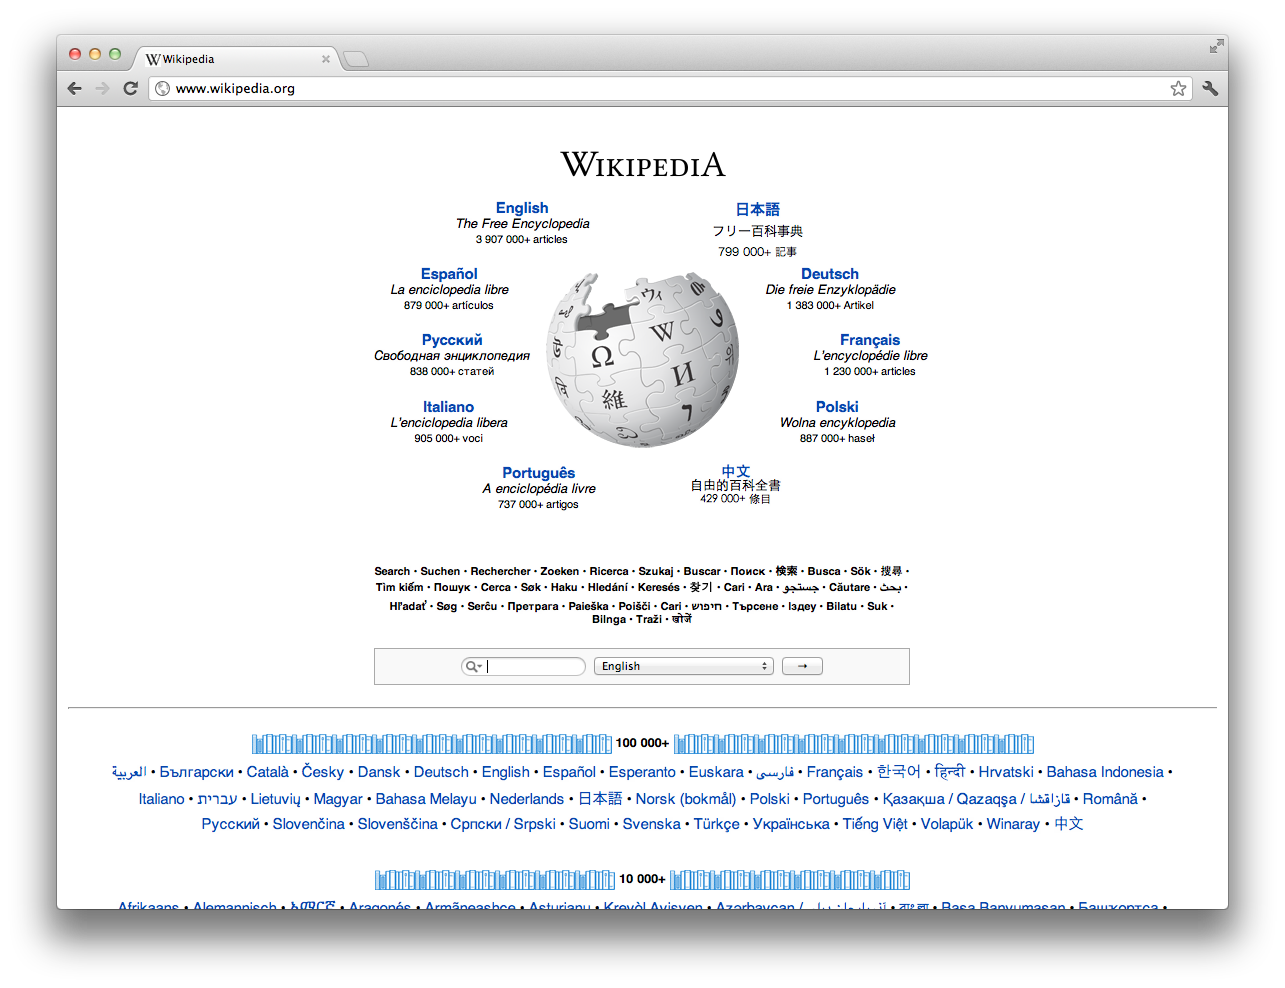 Wikipedia
www.wikipedia.org
WIKIPEDIA
English
The Free Encyclopedia
3 907 000+ articles
日本語
フリー百科事典
799 000+ 記事
Español
La enciclopedia libre
879 000+ artículos
Deutsch
Die freie Enzyklopädie
1 383 000+ Artikel
Русский
Свободная энциклопедия
838 000+ статей
Français
L'encyclopédie libre
1 230 000+ articles
Italiano
L'enciclopedia libera
905 000+ voci
Polski
Wolna encyklopedia
887 000+ haseł
Português
A enciclopédia livre
737 000+ artigos
中文
自由的百科全書
429 000+ 條目
Ω W И 維 ウィ
Search • Suchen • Rechercher • Zoeken • Ricerca • Szukaj • Buscar • Поиск • 検索 • Busca • Sök • 搜尋 •
Tìm kiếm • Пошук • Cerca • Søk • Haku • Hledání • Keresés • 찾기 • Cari • Ara • جستجو • Căutare • بحث •
Hľadať • Søg • Serĉu • Претрага • Paieška • Poišči • Cari • חיפוש • Търсене • Іздеу • Bilatu • Suk •
Bilnga • Traži • खोजें
English
→
100 000+
العربية • Български • Català • Česky • Dansk • Deutsch • English • Español • Esperanto • Euskara • فارسی • Français • 한국어 • हिन्दी • Hrvatski • Bahasa Indonesia •
Italiano • עברית • Lietuvių • Magyar • Bahasa Melayu • Nederlands • 日本語 • Norsk (bokmål) • Polski • Português • Қазақша / Qazaqşa / قازاقشا • Română •
Русский • Slovenčina • Slovenščina • Српски / Srpski • Suomi • Svenska • Türkçe • Українська • Tiếng Việt • Volapük • Winaray • 中文
10 000+
Afrikaans • Alemannisch • አማርኛ • Aragonés • Armãneashce • Asturianu • Kreyòl Ayisyen • Azərbaycan / • বাংলা • Basa Banyumasan • Башҡортса •